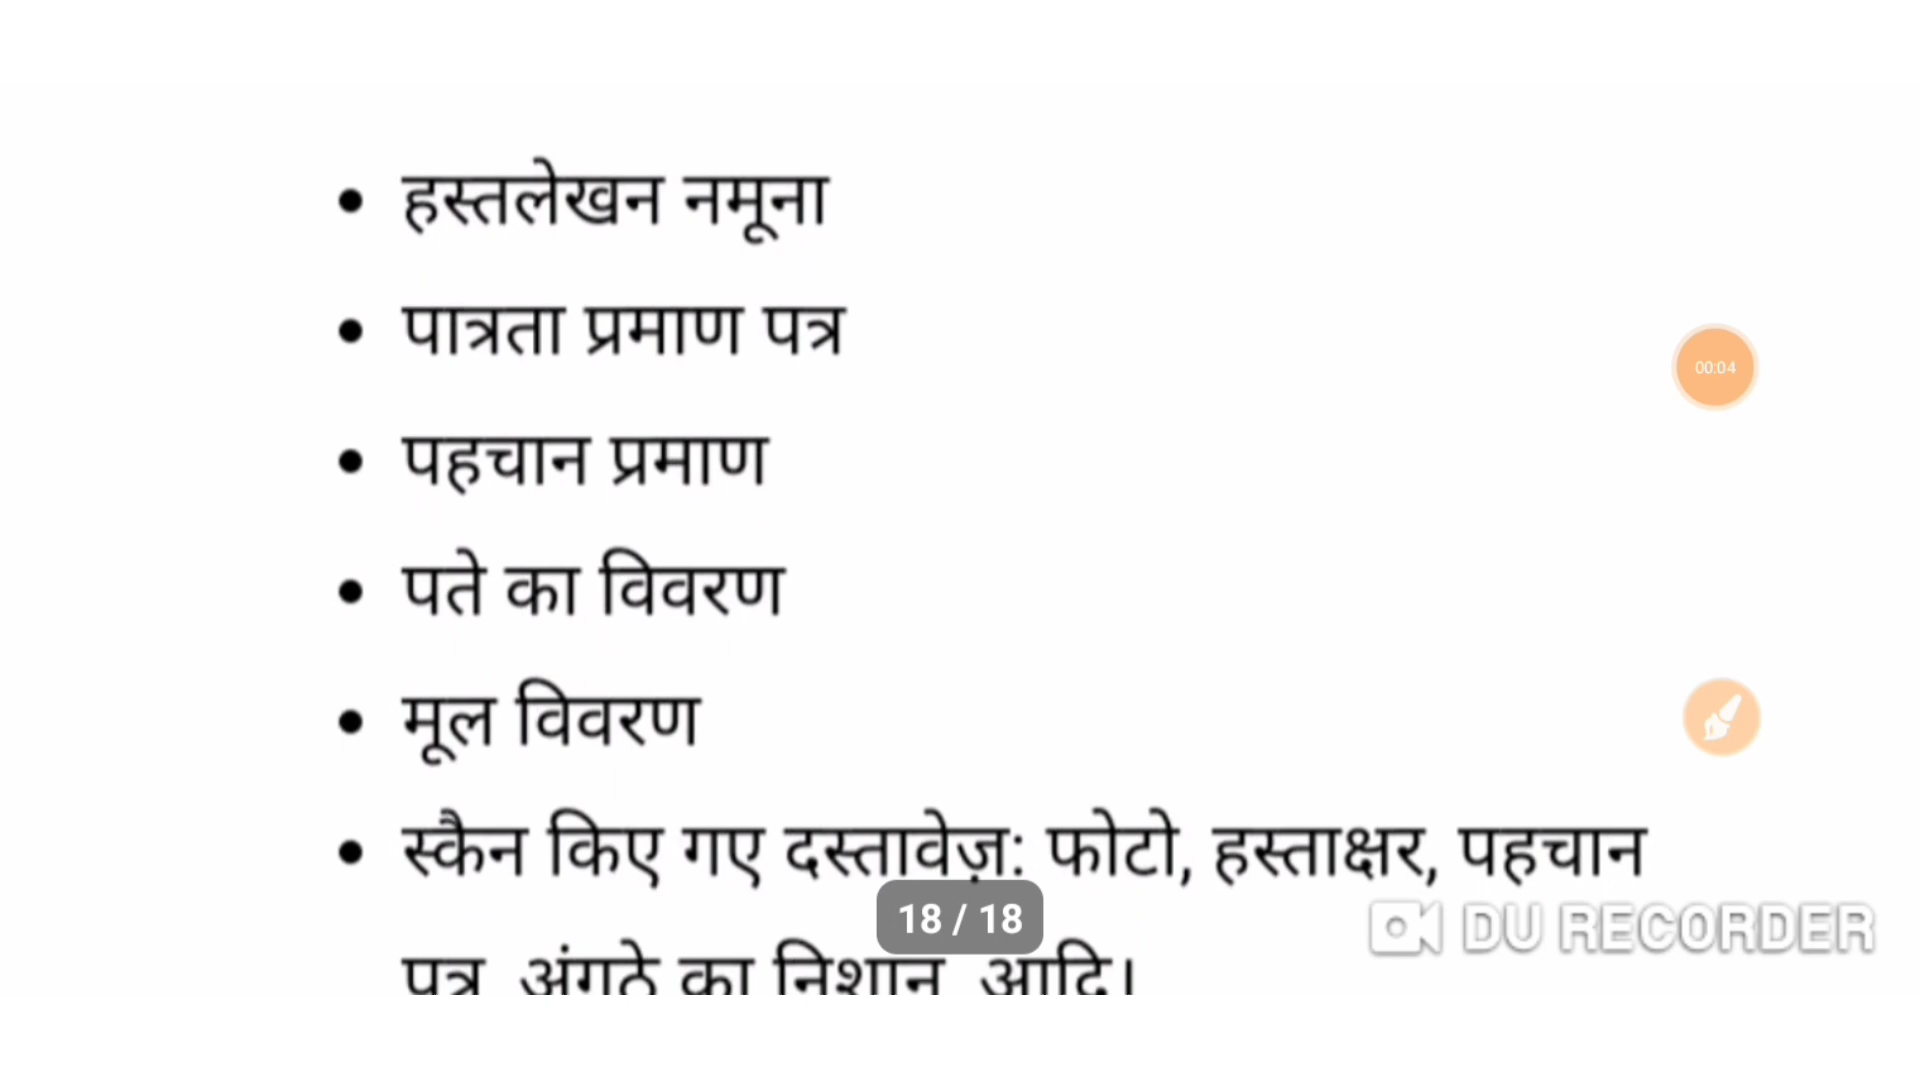 • हस्तलेखन नमूना
• पात्रता प्रमाण पत्र
• पहचान प्रमाण
• पते का विवरण
• मूल विवरण
• स्कैन किए गए दस्तावेज़: फोटो, हस्ताक्षर, पहचान
पत्र, अंगूठे का निशान, आदि।
00:04
18 / 18
DU RECORDER